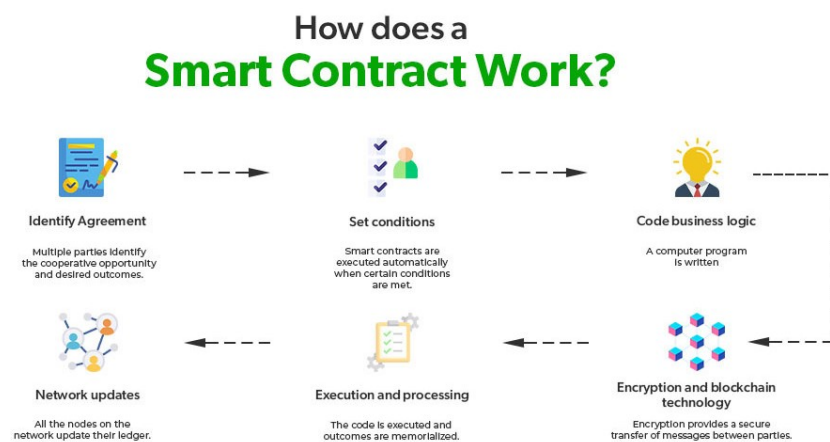 How does a
Smart Contract Work?
Identify Agreement
Multiple parties identify
the cooperative opportunity
and desired outcomes.
Set conditions
Smart contracts are
executed automatically
when certain conditions
are met.
Code business logic
A computer program
is written
Network updates
All the nodes on the
network update their ledger.
Execution and processing
The code is executed and
outcomes are memorialized.
Encryption and blockchain
technology
Encryption provides a secure
transfer of messages between parties.